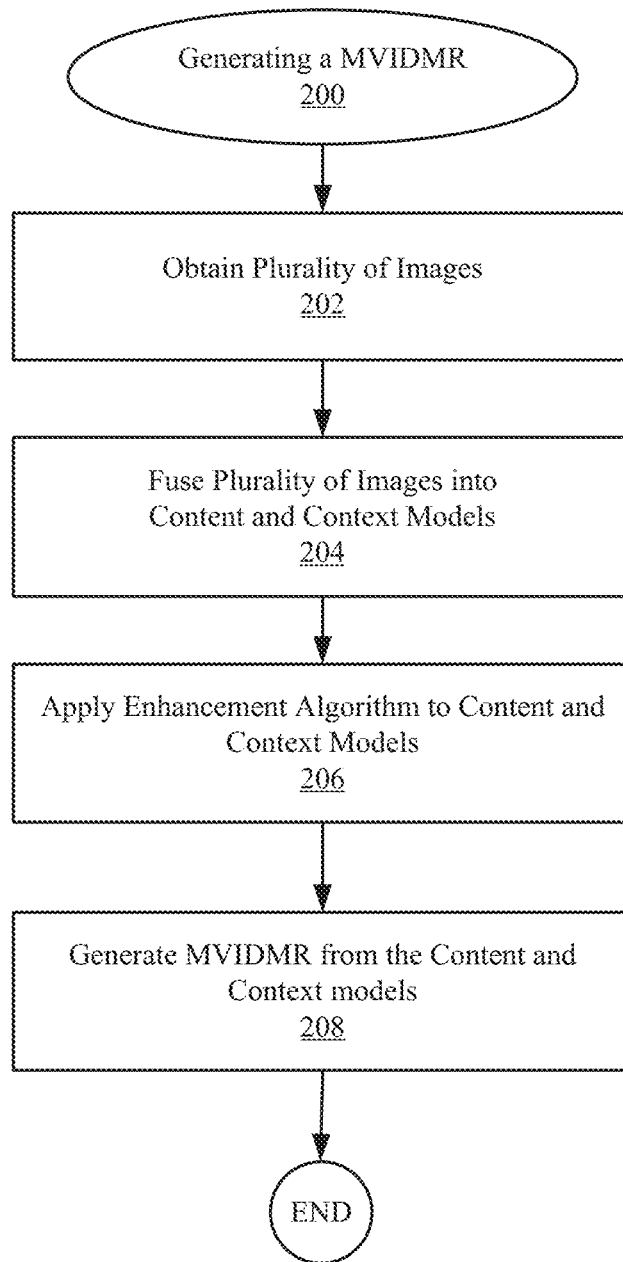 Generating a MVIDMR
200
Obtain Plurality of Images
202
Fuse Plurality of Images into
Content and Context Models
204
Apply Enhancement Algorithm to Content and
Context Models
206
Generate MVIDMR from the Content and
Context models
208
END